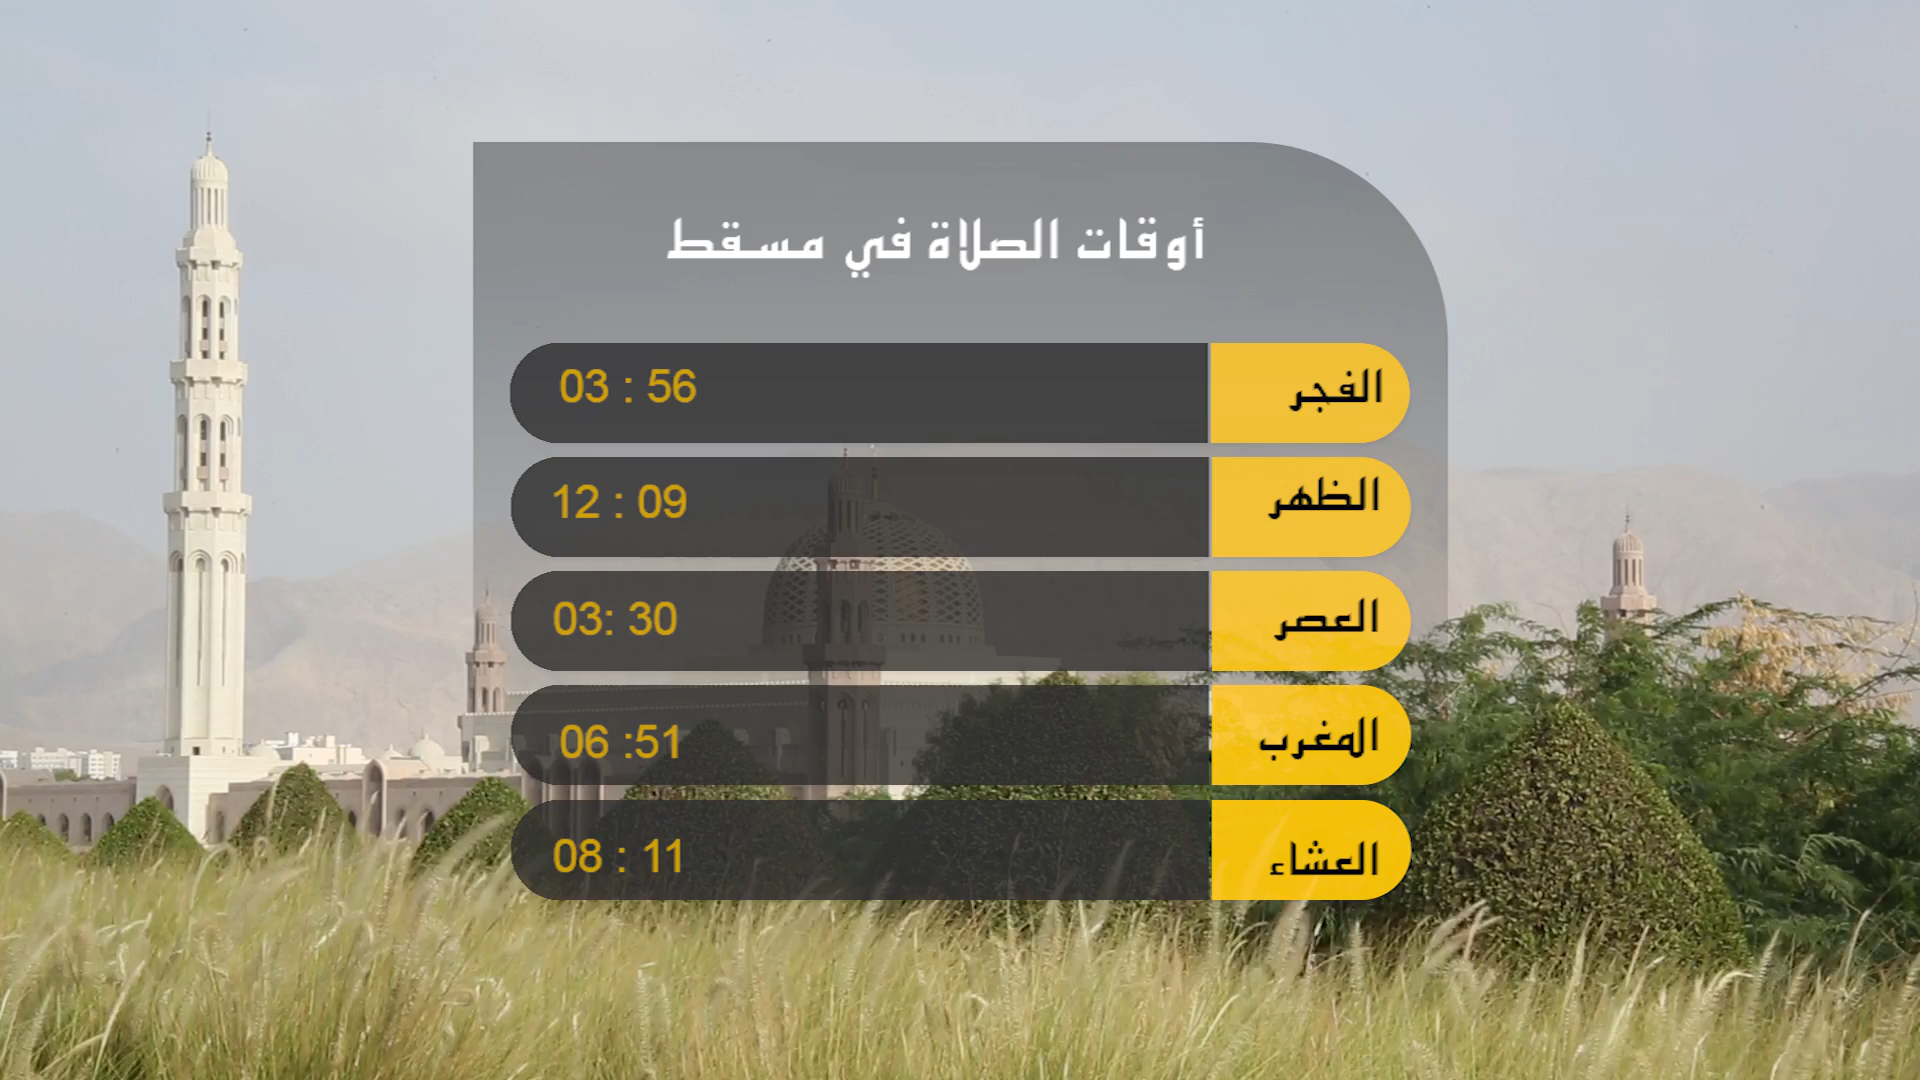 أوقات الصلاة في مسقط
الفجر 03 : 56
الظهر 12 : 09
العصر 03: 30
المغرب 06 :51
العشاء 08 : 11